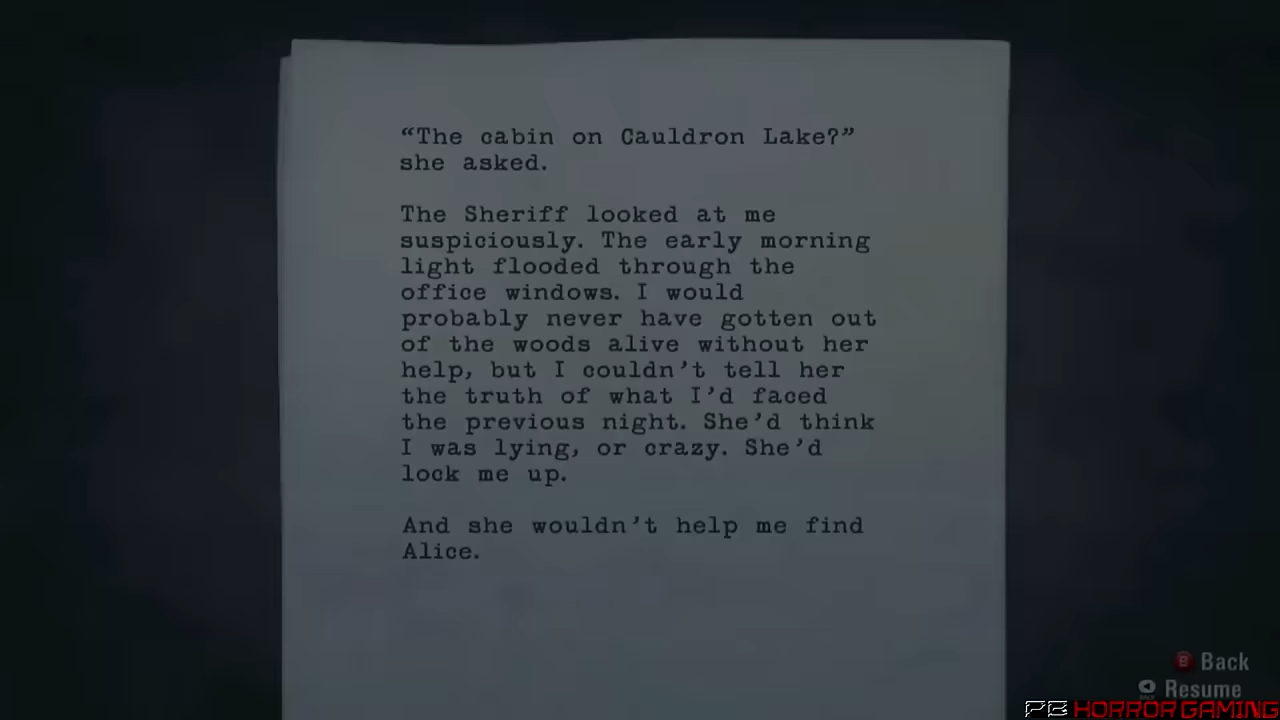 “The cabin on Cauldron Lake?”
she asked.
The Sheriff looked at me
suspiciously. The early morning
light flooded through the
office windows. I would
probably never have gotten out
of the woods alive without her
help, but I couldn’t tell her
the truth of what I’d faced
the previous night. She’d think
I was lying, or crazy. She’d
lock me up.
And she wouldn’t help me find
Alice.
B Back
BACK Resume
PE HORROR GAMING